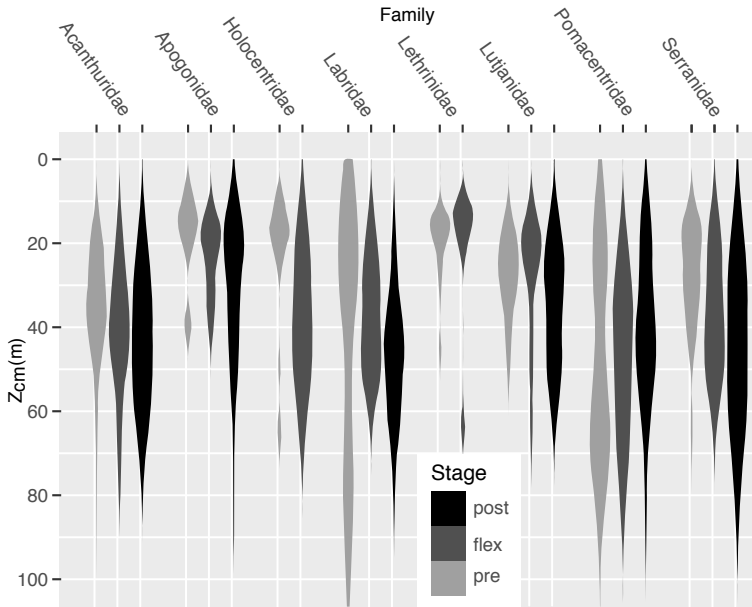 Family
Acanthuridae
Apogonidae
Holocentridae
Labridae
Lethrinidae
Lutjanidae
Pomacentridae
Serranidae
0
20
40
60
80
100
zcm(m)
Stage
post
flex
pre